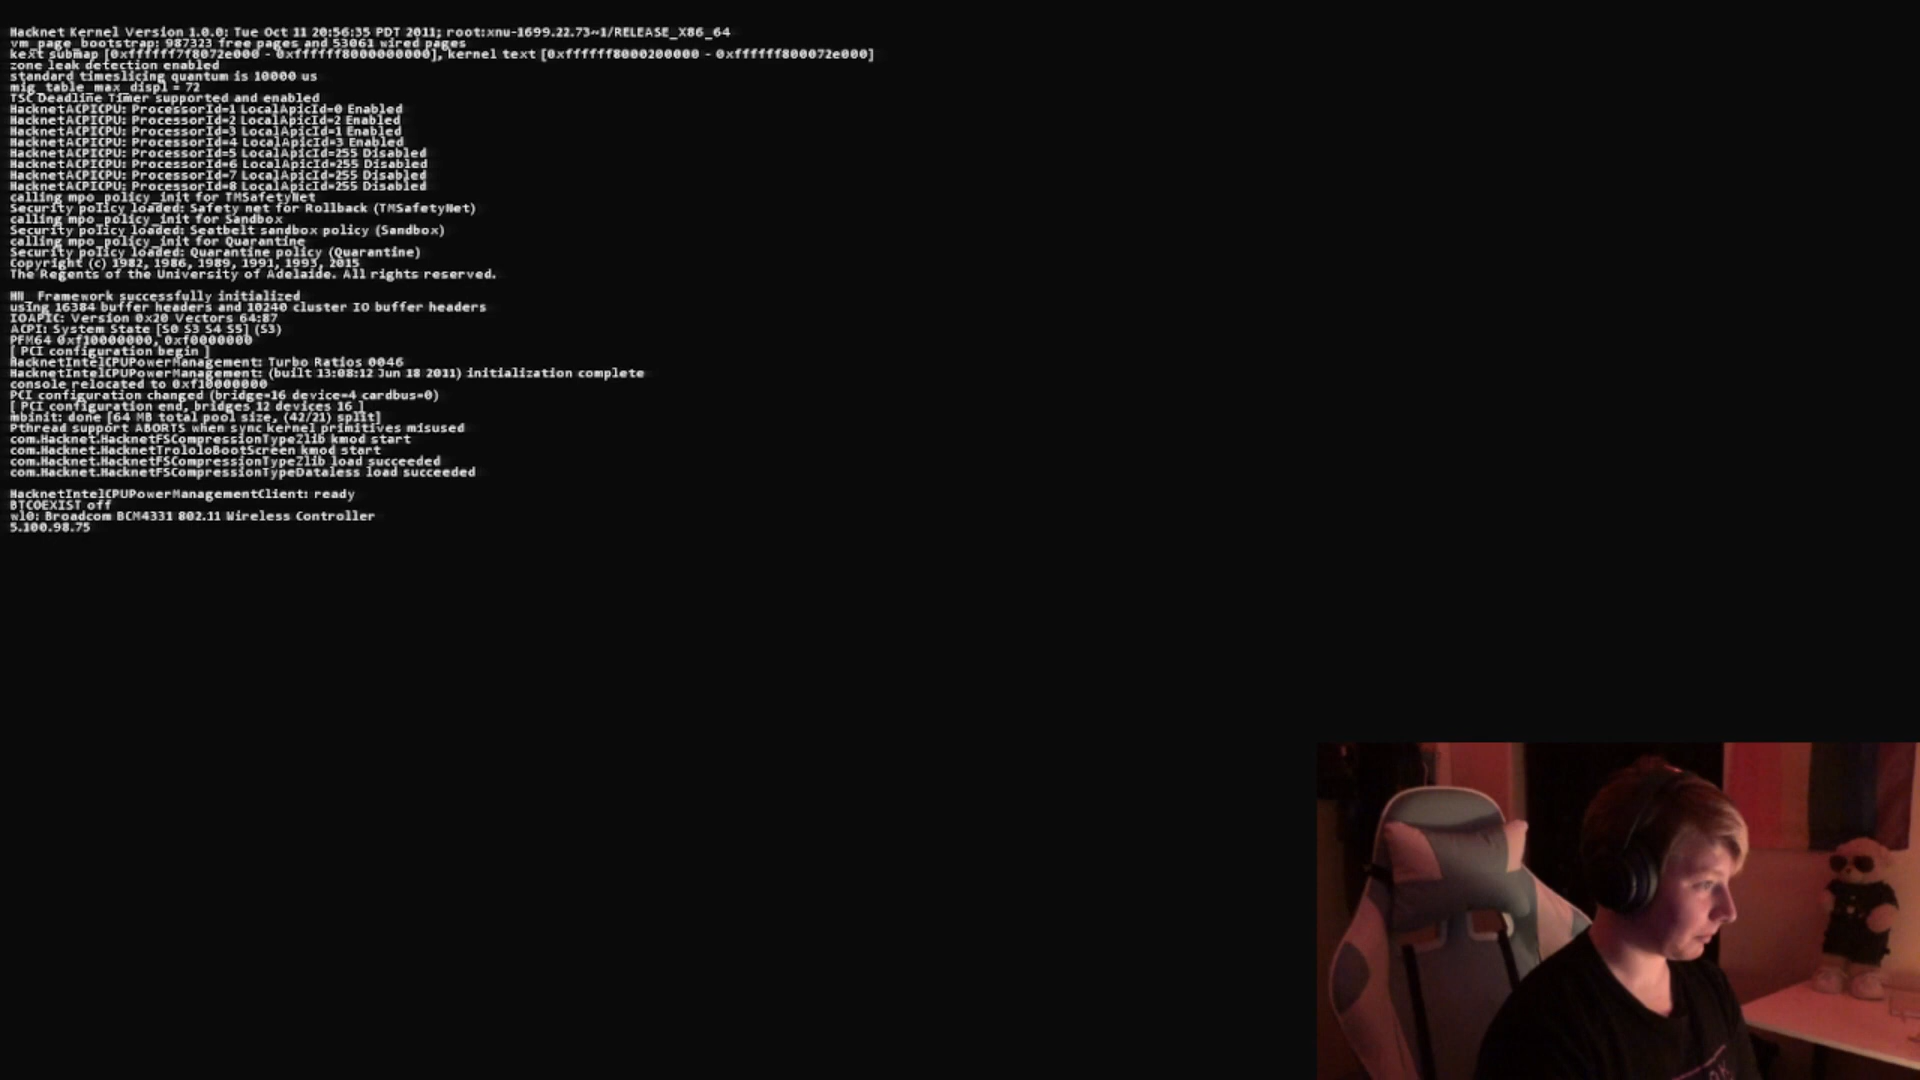 Hacknet Kernel Version 1.0.0: Tue Oct 11 20:56:35 PDT 2011; root:xnu-1699.22.73~1/RELEASE_X86_64
vm_page_bootstrap: 987323 free pages and 53061 wired pages
kext submap [0xffffff7f8072e000 - 0xffffff8000000000], kernel text [0xffffff8000200000 - 0xffffff800072e000]
zone leak detection enabled
standard timeslicing quantum is 10000 us
mig_table_max_displ = 72
TSC Deadline Timer supported and enabled
HacknetACPICPU: ProcessorId=1 LocalApicId=0 Enabled
HacknetACPICPU: ProcessorId=2 LocalApicId=2 Enabled
HacknetACPICPU: ProcessorId=3 LocalApicId=1 Enabled
HacknetACPICPU: ProcessorId=4 LocalApicId=3 Enabled
HacknetACPICPU: ProcessorId=5 LocalApicId=255 Disabled
HacknetACPICPU: ProcessorId=6 LocalApicId=255 Disabled
HacknetACPICPU: ProcessorId=7 LocalApicId=255 Disabled
HacknetACPICPU: ProcessorId=8 LocalApicId=255 Disabled
calling mpo_policy_init for TMSafetyNet
Security policy loaded: Safety net for Rollback (TMSafetyNet)
calling mpo_policy_init for Sandbox
Security policy loaded: Seatbelt sandbox policy (Sandbox)
calling mpo_policy_init for Quarantine
Security policy loaded: Quarantine policy (Quarantine)
Copyright (c) 1982, 1986, 1989, 1991, 1993, 2015
The Regents of the University of Adelaide. All rights reserved.
HN_ Framework successfully initialized
using 16384 buffer headers and 10240 cluster IO buffer headers
IOAPIC: Version 0x20 Vectors 64:87
ACPI: System State [S0 S3 S4 S5] (S3)
PFM64 0xf10000000, 0xf0000000
[ PCI configuration begin ]
HacknetIntelCPUPowerManagement: Turbo Ratios 0046
HacknetIntelCPUPowerManagement: (built 13:08:12 Jun 18 2011) initialization complete
console relocated to 0xf10000000
PCI configuration changed (bridge=16 device=4 cardbus=0)
[ PCI configuration end, bridges 12 devices 16 ]
mbinit: done [64 MB total pool size, (42/21) split]
Pthread support ABORTS when sync kernel primitives misused
com.Hacknet.HacknetFSCompressionTypeZlib kmod start
com.Hacknet.HacknetTrololoBootScreen kmod start
com.Hacknet.HacknetFSCompressionTypeZlib load succeeded
com.Hacknet.HacknetFSCompressionTypeDataless load succeeded
HacknetIntelCPUPowerManagementClient: ready
BTCOEXIST off
wl0: Broadcom BCM4331 802.11 Wireless Controller
5.100.98.75